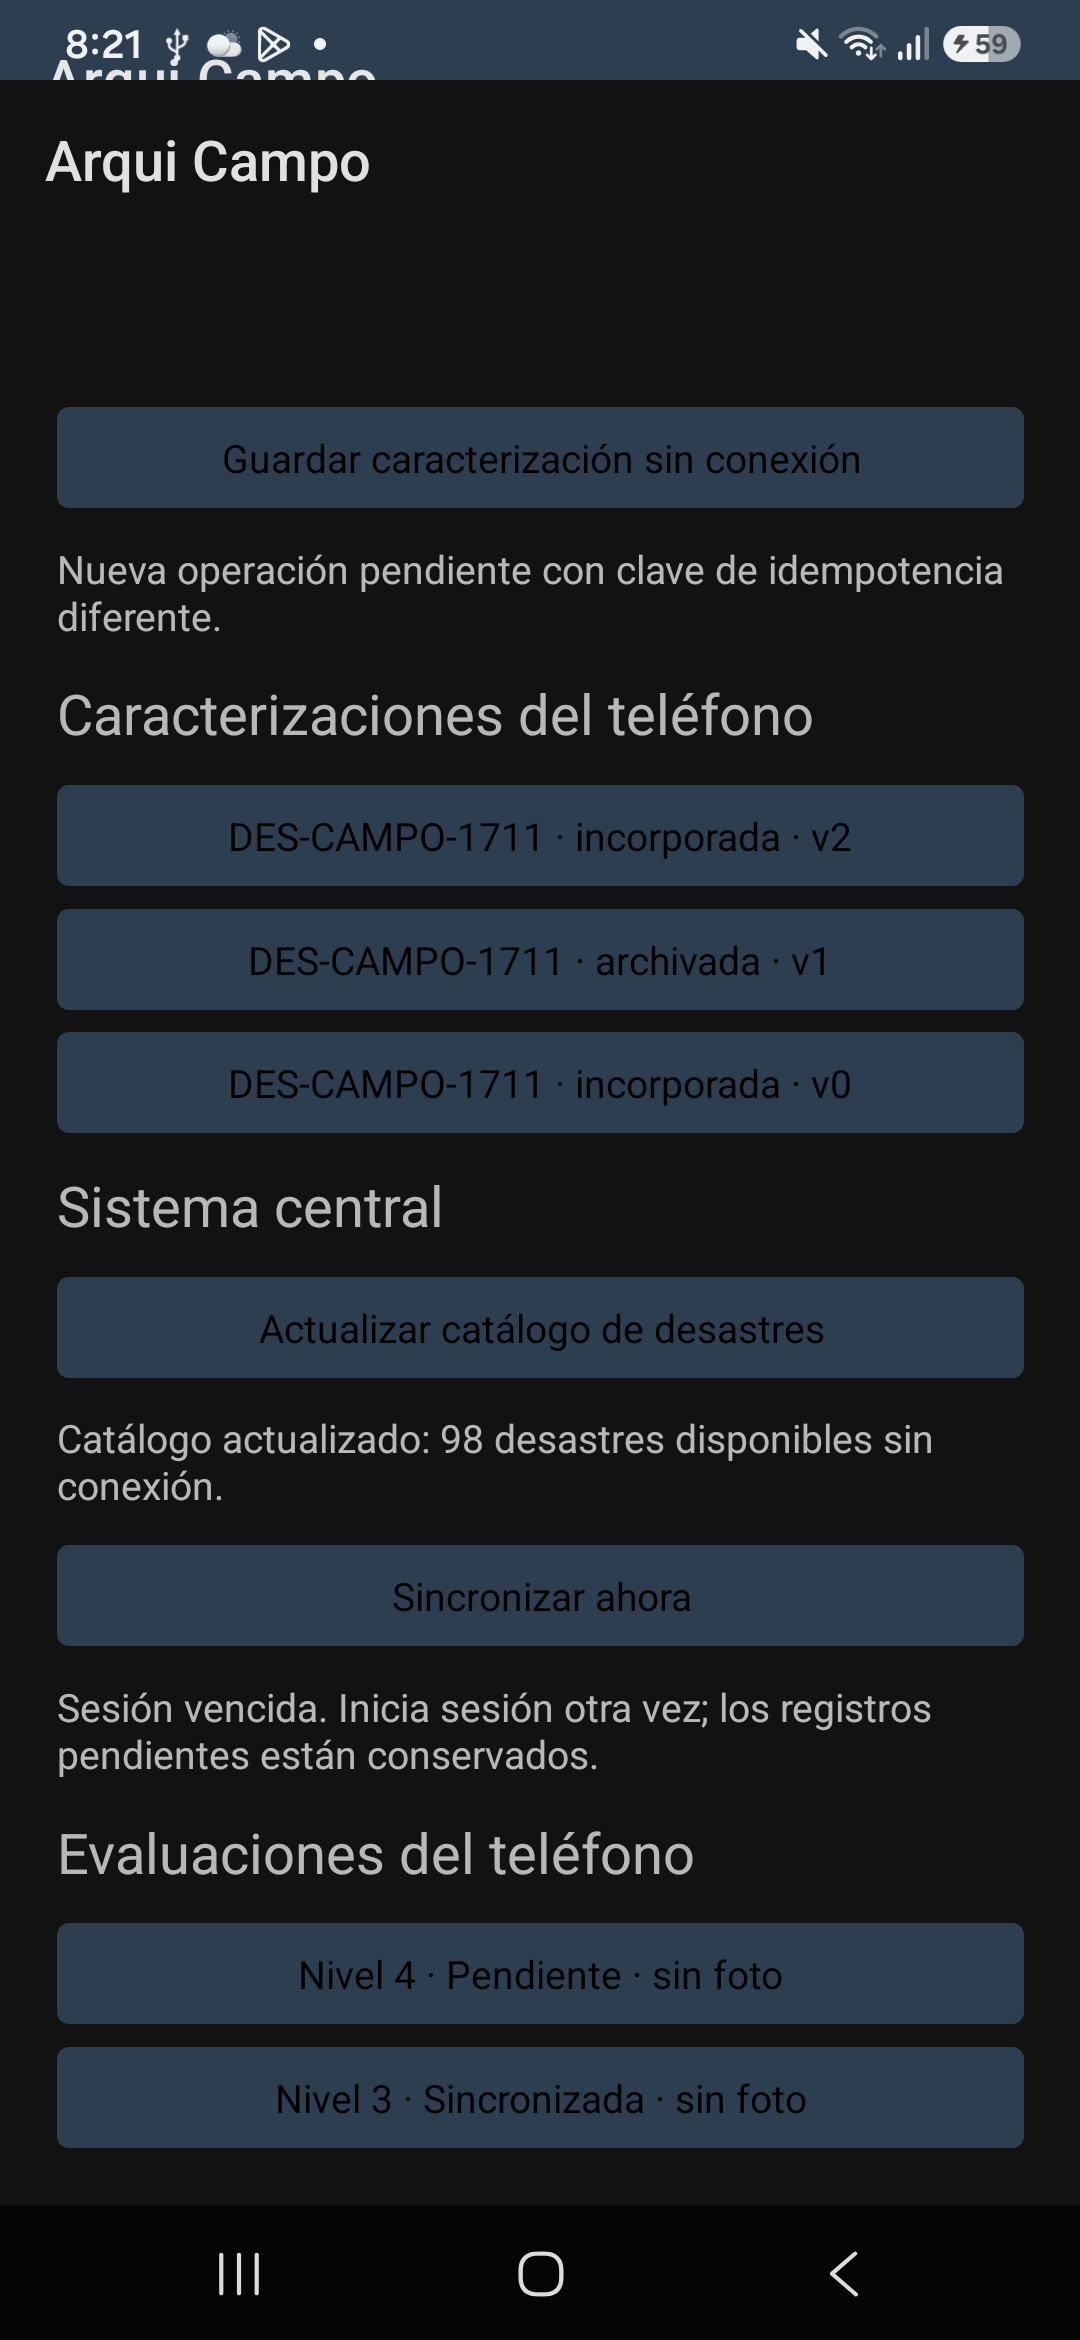 8:21
59
Arqui Campo
Arqui Campo
Guardar caracterización sin conexión
Nueva operación pendiente con clave de idempotencia
diferente.
Caracterizaciones del teléfono
DES-CAMPO-1711 · incorporada · v2
DES-CAMPO-1711 · archivada · v1
DES-CAMPO-1711 · incorporada · v0
Sistema central
Actualizar catálogo de desastres
Catálogo actualizado: 98 desastres disponibles sin
conexión.
Sincronizar ahora
Sesión vencida. Inicia sesión otra vez; los registros
pendientes están conservados.
Evaluaciones del teléfono
Nivel 4 · Pendiente · sin foto
Nivel 3 · Sincronizada · sin foto